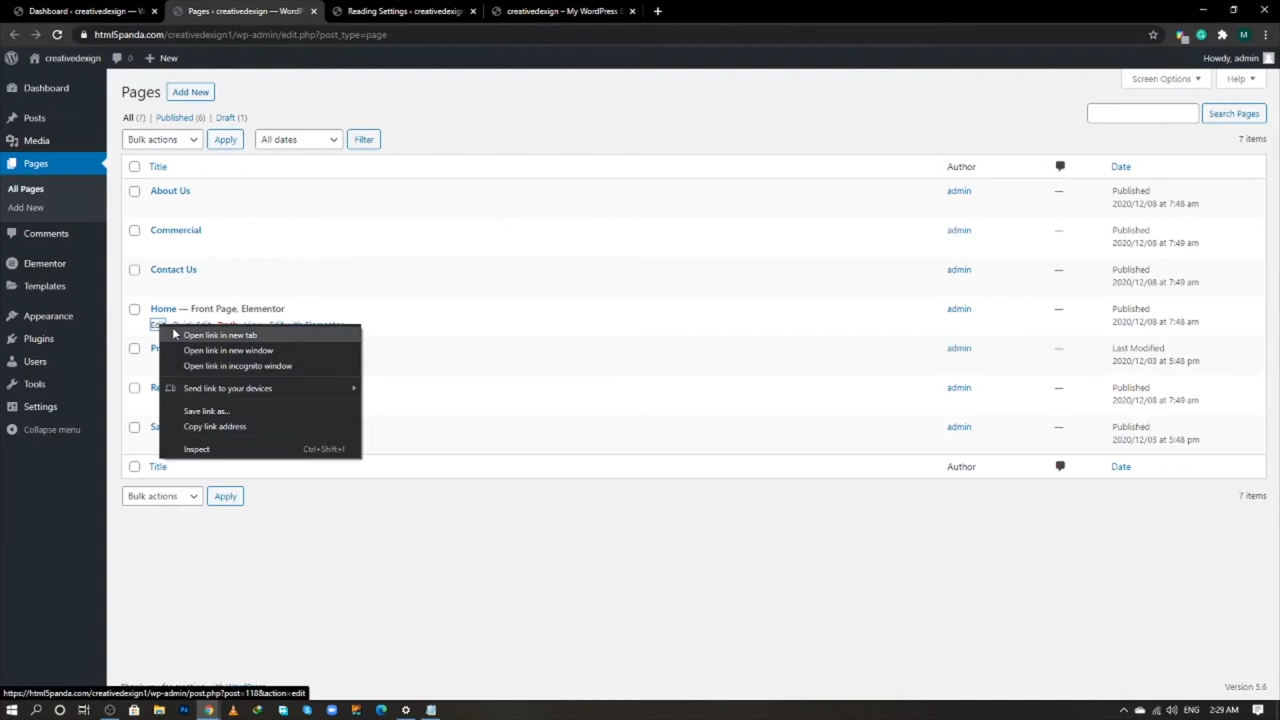 Dashboard ‹ creativedexign — W
Pages ‹ creativedexign — WordP
Reading Settings ‹ creativedexign
creativedexign – My WordPress
html5panda.com/creativedexign1/wp-admin/edit.php?post_type=page
M
creativedexign
0
New
Howdy, admin
Dashboard
Posts
Media
Pages
All Pages
Add New
Comments
Elementor
Templates
Appearance
Plugins
Users
Tools
Settings
Collapse menu
Screen Options
Help
Pages
Add New
All (7) | Published (6) | Draft (1)
Search Pages
Bulk actions
Apply
All dates
Filter
7 items
Title
Author
Date
About Us
admin
—
Published
2020/12/08 at 7:48 am
Commercial
admin
—
Published
2020/12/08 at 7:49 am
Contact Us
admin
—
Published
2020/12/08 at 7:49 am
Home — Front Page, Elementor
admin
—
Published
2020/12/08 at 7:48 am
Open link in new tab
Open link in new window
Open link in incognito window
Send link to your devices
Save link as...
Copy link address
Inspect
Ctrl+Shift+I
Pr
admin
—
Last Modified
2020/12/03 at 5:48 pm
Re
admin
—
Published
2020/12/08 at 7:49 am
Sa
admin
—
Published
2020/12/03 at 5:48 pm
Title
Author
Date
Bulk actions
Apply
7 items
https://html5panda.com/creativedexign1/wp-admin/post.php?post=118&action=edit
Version 5.6
ENG
2:29 AM